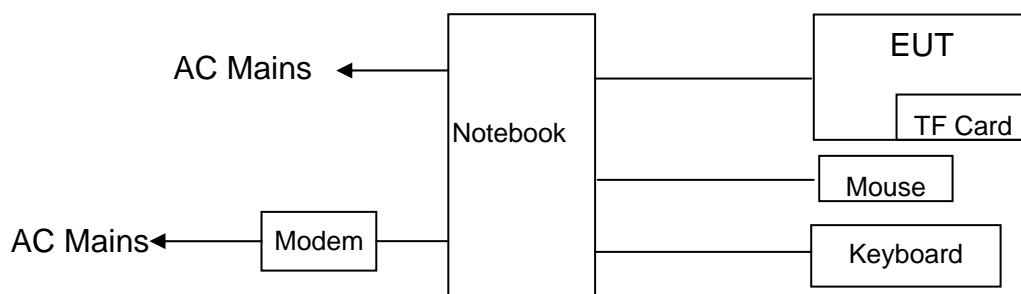 EUT
AC Mains
TF Card
Notebook
Mouse
AC Mains
Modem
Keyboard